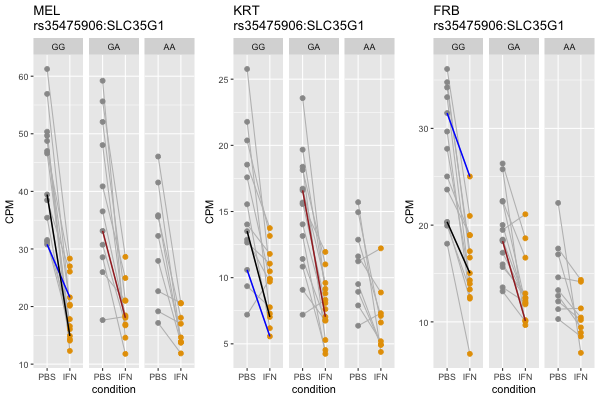 MEL
rs35475906:SLC35G1
GG GA AA
CPM
60
50
40
30
20
10
PBS IFN PBS IFN PBS IFN
condition
KRT
rs35475906:SLC35G1
GG GA AA
CPM
25
20
15
10
5
PBS IFN PBS IFN PBS IFN
condition
FRB
rs35475906:SLC35G1
GG GA AA
CPM
30
20
10
PBS IFN PBS IFN PBS IFN
condition